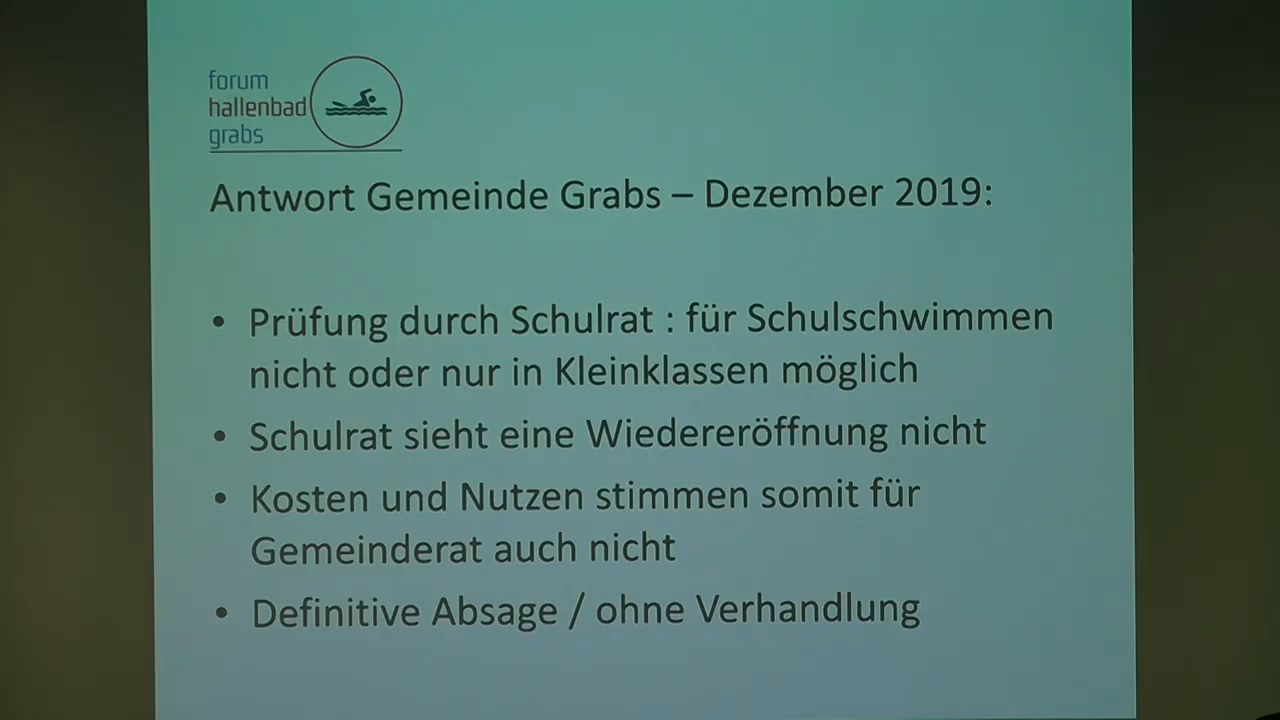 forum
hallenbad
grabs
Antwort Gemeinde Grabs – Dezember 2019:
• Prüfung durch Schulrat : für Schulschwimmen
nicht oder nur in Kleinklassen möglich
• Schulrat sieht eine Wiedereröffnung nicht
• Kosten und Nutzen stimmen somit für
Gemeinderat auch nicht
• Definitive Absage / ohne Verhandlung